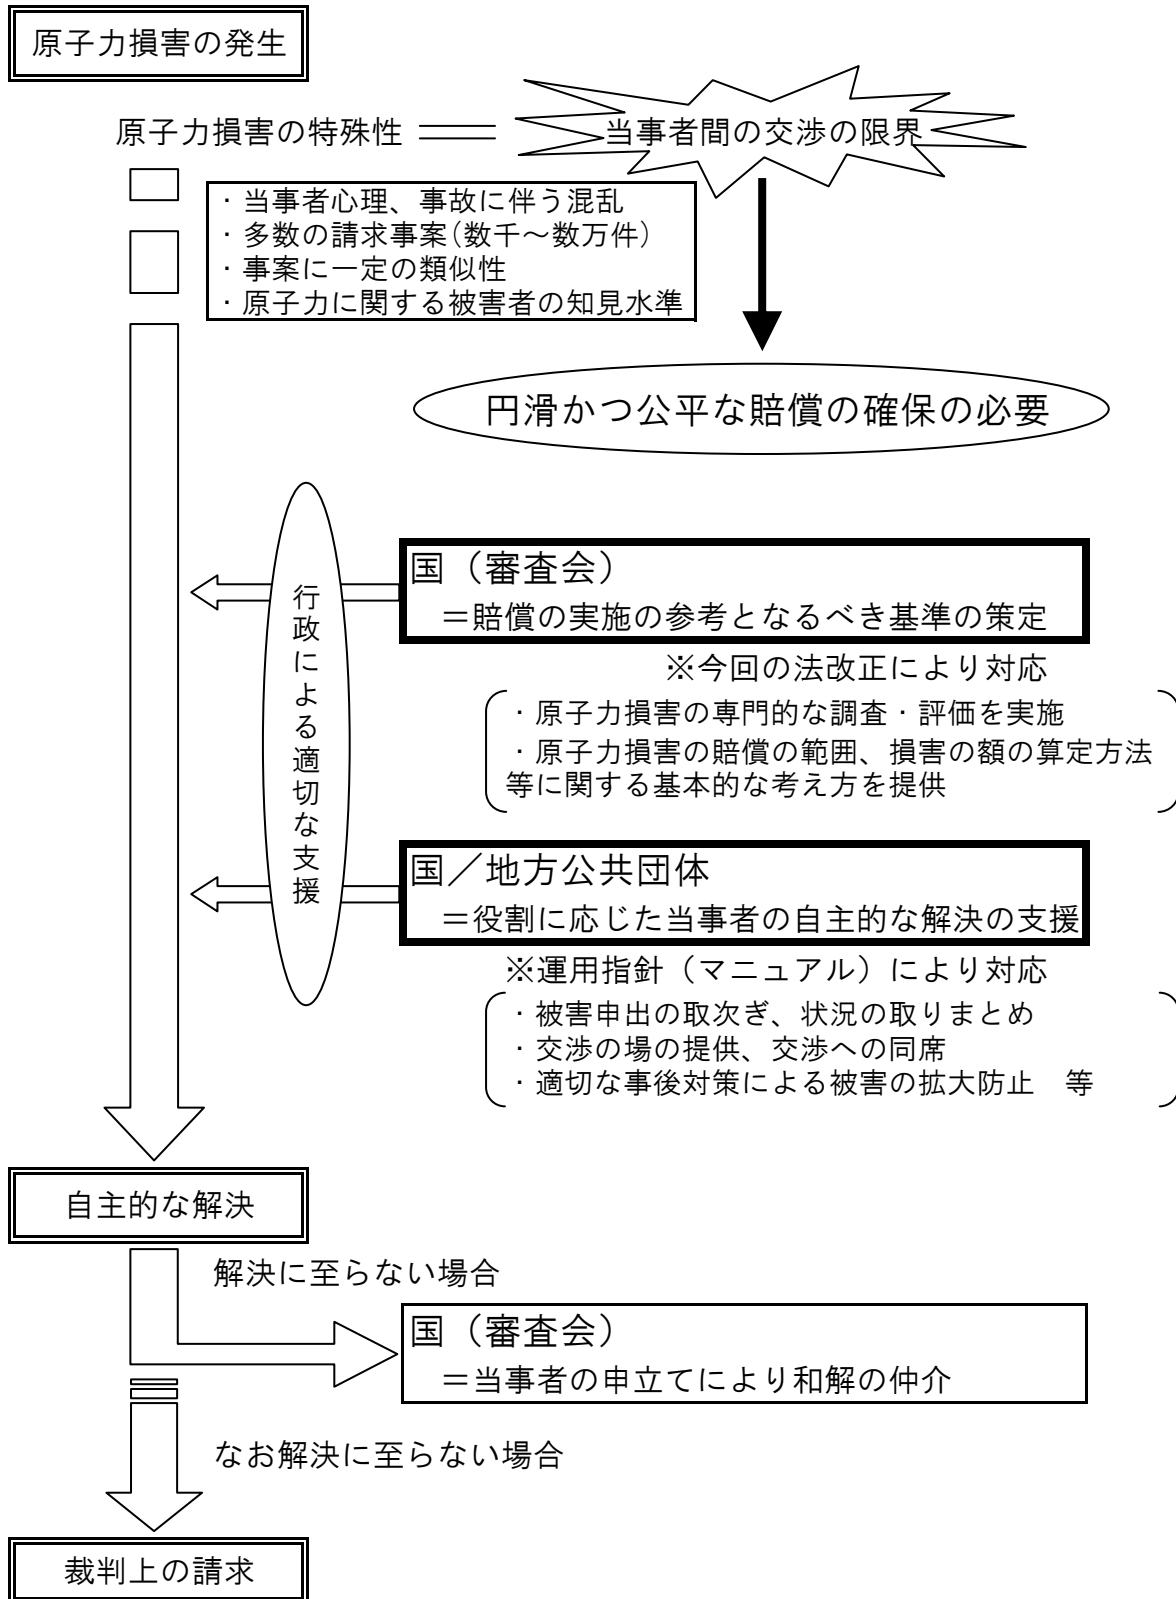 原子力損害の発生
原子力損害の特殊性
当事者間の交渉の限界
・当事者心理、事故に伴う混乱
・多数の請求事案(数千～数万件)
・事案に一定の類似性
・原子力に関する被害者の知見水準
円滑かつ公平な賠償の確保の必要
行政による適切な支援
国（審査会）
＝賠償の実施の参考となるべき基準の策定
※今回の法改正により対応
・原子力損害の専門的な調査・評価を実施
・原子力損害の賠償の範囲、損害の額の算定方法
等に関する基本的な考え方を提供
国／地方公共団体
＝役割に応じた当事者の自主的な解決の支援
※運用指針（マニュアル）により対応
・被害申出の取次ぎ、状況の取りまとめ
・交渉の場の提供、交渉への同席
・適切な事後対策による被害の拡大防止　等
自主的な解決
解決に至らない場合
国（審査会）
＝当事者の申立てにより和解の仲介
なお解決に至らない場合
裁判上の請求